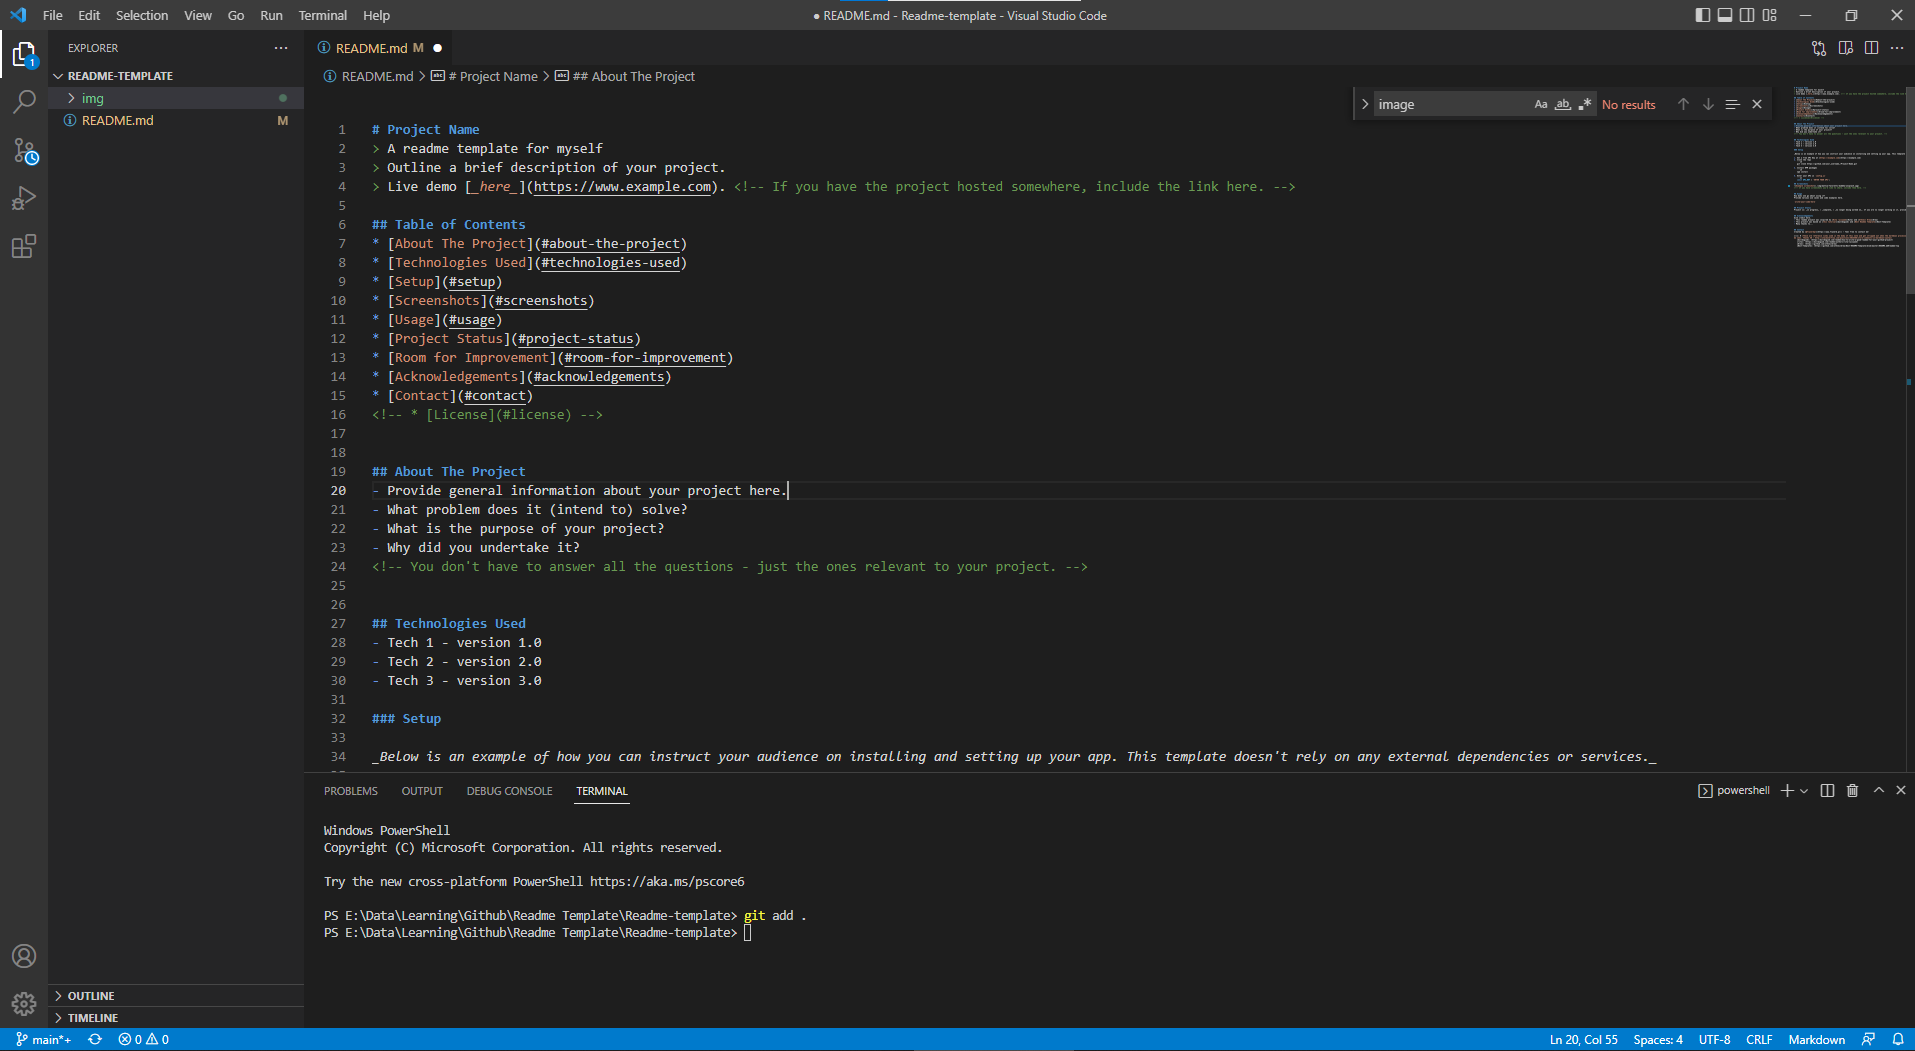 File Edit Selection View Go Run Terminal Help
● README.md - Readme-template - Visual Studio Code
EXPLORER
1
README-TEMPLATE
img
README.md M
README.md M
README.md > # Project Name > ## About The Project
image Aa ab .* No results
1 # Project Name
2 > A readme template for myself
3 > Outline a brief description of your project.
4 > Live demo [_here_](https://www.example.com). <!-- If you have the project hosted somewhere, include the link here. -->
5
6 ## Table of Contents
7 * [About The Project](#about-the-project)
8 * [Technologies Used](#technologies-used)
9 * [Setup](#setup)
10 * [Screenshots](#screenshots)
11 * [Usage](#usage)
12 * [Project Status](#project-status)
13 * [Room for Improvement](#room-for-improvement)
14 * [Acknowledgements](#acknowledgements)
15 * [Contact](#contact)
16 <!-- * [License](#license) -->
17
18
19 ## About The Project
20 - Provide general information about your project here.
21 - What problem does it (intend to) solve?
22 - What is the purpose of your project?
23 - Why did you undertake it?
24 <!-- You don't have to answer all the questions - just the ones relevant to your project. -->
25
26
27 ## Technologies Used
28 - Tech 1 - version 1.0
29 - Tech 2 - version 2.0
30 - Tech 3 - version 3.0
31
32 ### Setup
33
34 _Below is an example of how you can instruct your audience on installing and setting up your app. This template doesn't rely on any external dependencies or services._
PROBLEMS OUTPUT DEBUG CONSOLE TERMINAL
powershell
Windows PowerShell
Copyright (C) Microsoft Corporation. All rights reserved.
Try the new cross-platform PowerShell https://aka.ms/pscore6
PS E:\Data\Learning\Github\Readme Template\Readme-template> git add .
PS E:\Data\Learning\Github\Readme Template\Readme-template>
OUTLINE
TIMELINE
main*+ 0 0
Ln 20, Col 55 Spaces: 4 UTF-8 CRLF Markdown